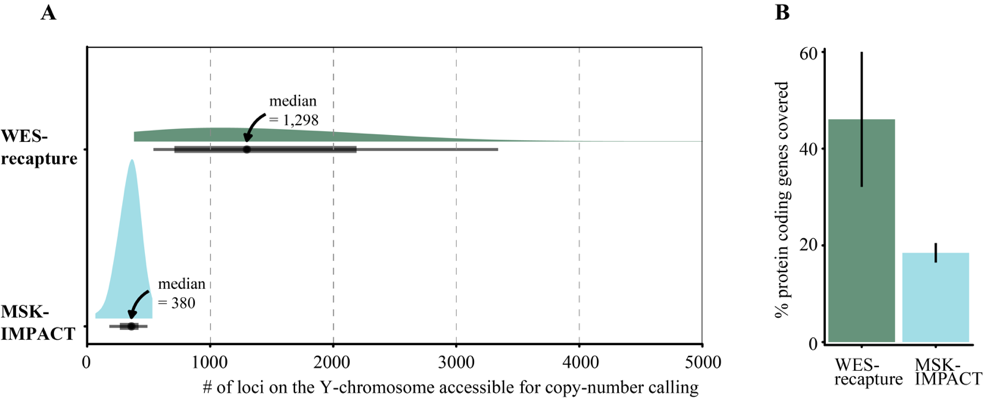 A
WES-
recapture
median
= 1,298
median
= 380
MSK-
IMPACT
0
1000
2000
3000
4000
5000
# of loci on the Y-chromosome accessible for copy-number calling
B
% protein coding genes covered
60
40
20
0
WES-
recapture
MSK-
IMPACT